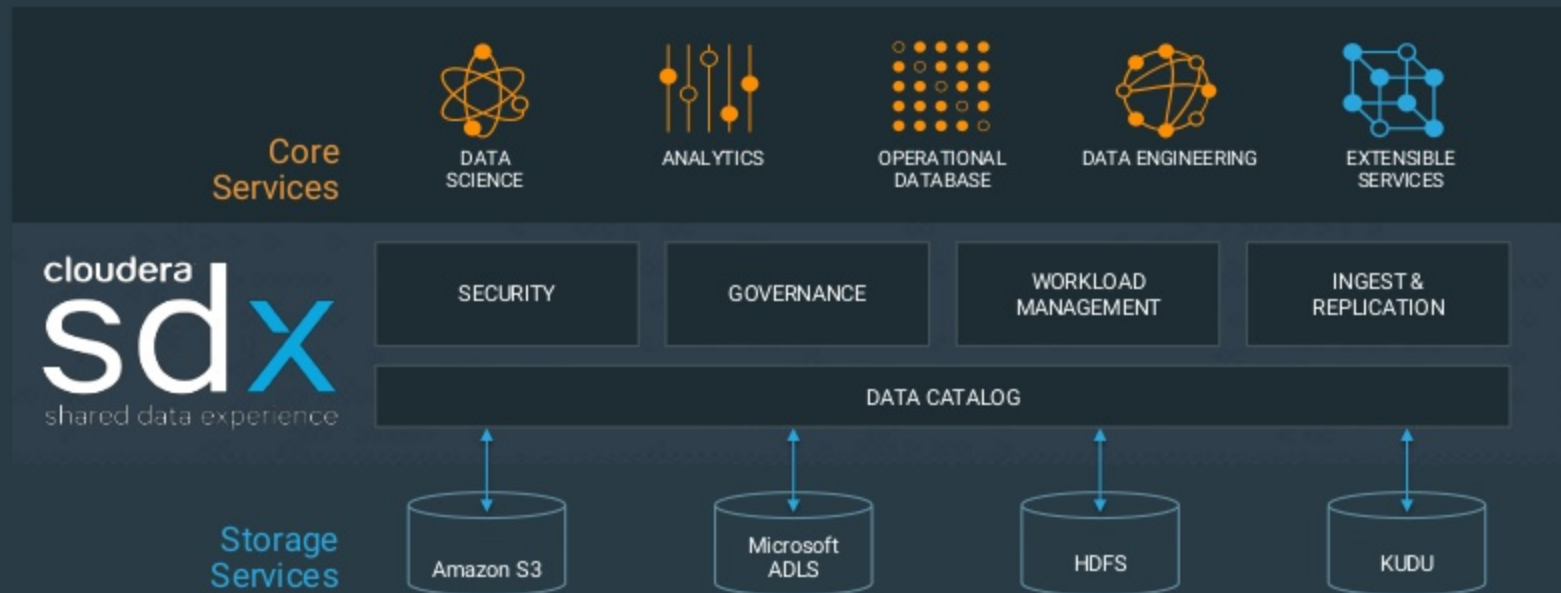 Core
Services
DATA
SCIENCE
ANALYTICS
OPERATIONAL
DATABASE
DATA ENGINEERING
EXTENSIBLE
SERVICES
cloudera
sdx
shared data experience
SECURITY
GOVERNANCE
WORKLOAD
MANAGEMENT
INGEST &
REPLICATION
DATA CATALOG
Storage
Services
Amazon S3
Microsoft
ADLS
HDFS
KUDU